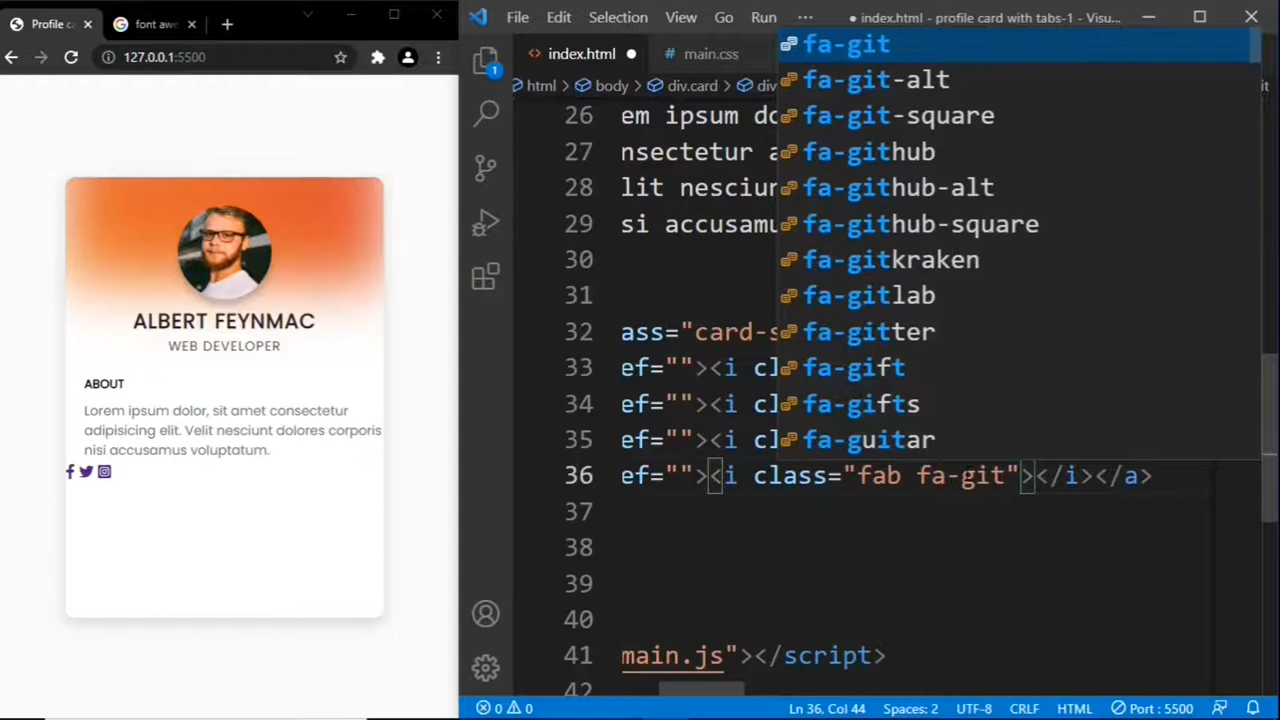 Profile c
font aw
File Edit Selection View Go Run ··· ● index.html - profile card with tabs-1 - Visu...
127.0.0.1:5500
index.html
# main.css
html > body > div.card > div
it
1
ALBERT FEYNMAC
WEB DEVELOPER
ABOUT
Lorem ipsum dolor, sit amet consectetur
adipisicing elit. Velit nesciunt dolores corporis
nisi accusamus voluptatum.
fa-git
fa-git-alt
fa-git-square
fa-github
fa-github-alt
fa-github-square
fa-gitkraken
fa-gitlab
fa-gitter
fa-gift
fa-gifts
fa-guitar
26 em ipsum do
27 nsectetur a
28 lit nesciun
29 si accusamu
30
31
32 ass="card-s
33 ef=""><i cl
34 ef=""><i cl
35 ef=""><i cl
36 ef=""><i class="fab fa-git"></i></a>
37
38
39
40
41 main.js"></script>
42
0 0 Ln 36, Col 44 Spaces: 2 UTF-8 CRLF HTML Port : 5500